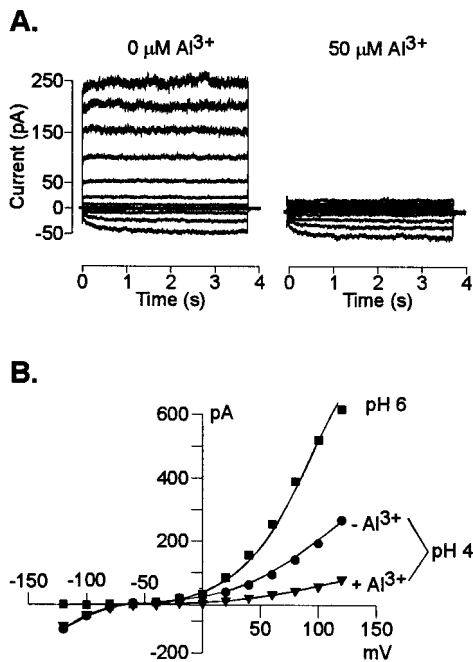 A.
0 μM Al3+
50 μM Al3+
Current (pA)
250
150
50
0
-50
0 1 2 3 4
Time (s)
0 1 2 3 4
Time (s)
B.
pA
600
400
200
-200
pH 6
- Al3+
+ Al3+
pH 4
-150 -100 -50
50 100 150
mV